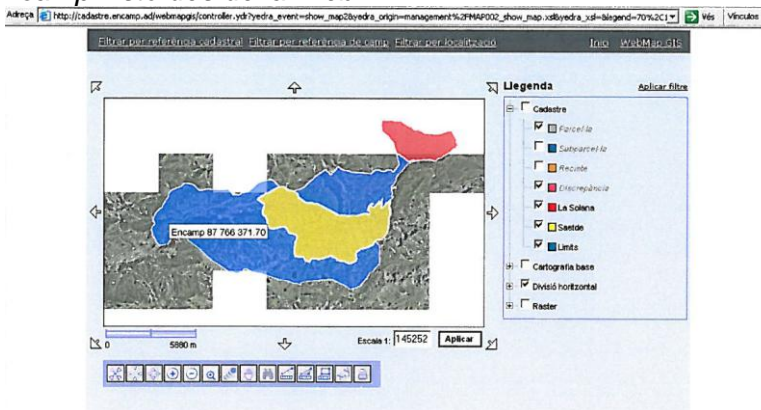 Adreça http://cadastre.encamp.ad/webmapgis/controller.ydr?yedra_event=show_map2&yedra_origin=management%2FMAP002_show_map.xsl&yedra_xsl=&legend=70%2C1 Vés Vínculos
Filtrar per referència cadastral Filtrar per referència de camp Filtrar per localització Inio WebMap GIS
Llegenda Aplicar filtre
Cadastre
Parcel·la
Subparcel·la
Recinte
Discrepància
La Solana
Saetde
Límits
Cartografia base
Divisió horitzontal
Raster
Encamp 87 766 371.70
0 5880 m
Escala 1: 145252 Aplicar